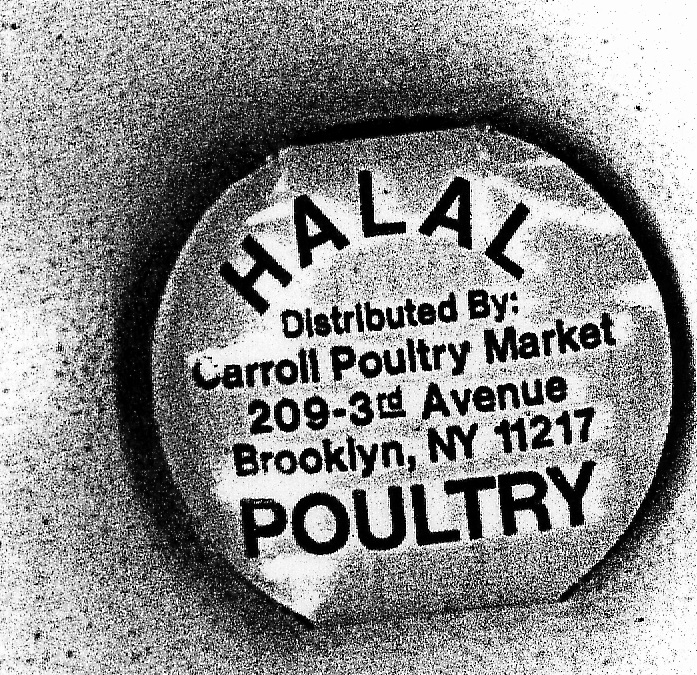 HALAL
Distributed By:
Carroll Poultry Market
209-3rd Avenue
Brooklyn, NY 11217
POULTRY